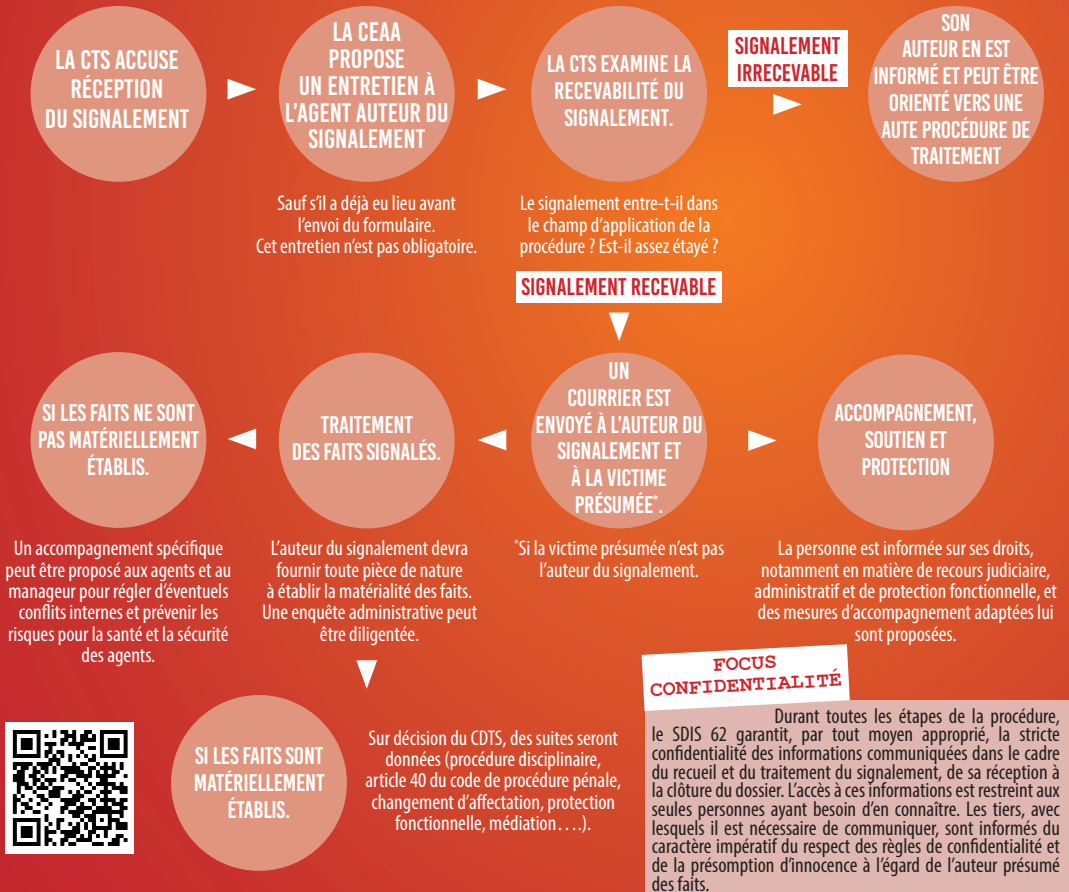 LA CTS ACCUSE
RÉCEPTION
DU SIGNALEMENT
LA CEAA
PROPOSE
UN ENTRETIEN À
L'AGENT AUTEUR DU
SIGNALEMENT
Sauf s'il a déjà eu lieu avant
l'envoi du formulaire.
Cet entretien n'est pas obligatoire.
LA CTS EXAMINE LA
RECEVABILITÉ DU
SIGNALEMENT.
Le signalement entre-t-il dans
le champ d'application de la
procédure ? Est-il assez étayé ?
SIGNALEMENT
IRRECEVABLE
SON
AUTEUR EN EST
INFORMÉ ET PEUT ÊTRE
ORIENTÉ VERS UNE
AUTE PROCÉDURE DE
TRAITEMENT
SIGNALEMENT RECEVABLE
UN
COURRIER EST
ENVOYÉ À L'AUTEUR DU
SIGNALEMENT ET
À LA VICTIME
PRÉSUMÉE*.
*Si la victime présumée n'est pas
l'auteur du signalement.
ACCOMPAGNEMENT,
SOUTIEN ET
PROTECTION
La personne est informée sur ses droits,
notamment en matière de recours judiciaire,
administratif et de protection fonctionnelle, et
des mesures d'accompagnement adaptées lui
sont proposées.
TRAITEMENT
DES FAITS SIGNALÉS.
L'auteur du signalement devra
fournir toute pièce de nature
à établir la matérialité des faits.
Une enquête administrative peut
être diligentée.
SI LES FAITS NE SONT
PAS MATÉRIELLEMENT
ÉTABLIS.
Un accompagnement spécifique
peut être proposé aux agents et au
manager pour régler d'éventuels
conflits internes et prévenir les
risques pour la santé et la sécurité
des agents.
SI LES FAITS SONT
MATÉRIELLEMENT
ÉTABLIS.
Sur décision du CDTS, des suites seront
données (procédure disciplinaire,
article 40 du code de procédure pénale,
changement d'affectation, protection
fonctionnelle, médiation....).
FOCUS
CONFIDENTIALITÉ
Durant toutes les étapes de la procédure,
le SDIS 62 garantit, par tout moyen approprié, la stricte
confidentialité des informations communiquées dans le cadre
du recueil et du traitement du signalement, de sa réception à
la clôture du dossier. L'accès à ces informations est restreint aux
seules personnes ayant besoin d'en connaître. Les tiers, avec
lesquels il est nécessaire de communiquer, sont informés du
caractère impératif du respect des règles de confidentialité et
de la présomption d'innocence à l'égard de l'auteur présumé
des faits.